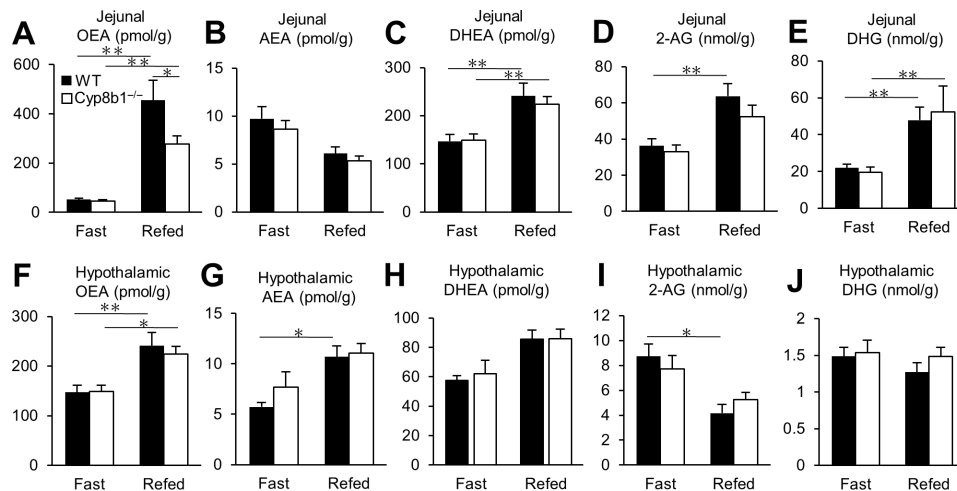 A
Jejunal
OEA (pmol/g)
600
400
200
0
**
**
*
WT
Cyp8b1−/−
Fast Refed
B
Jejunal
AEA (pmol/g)
15
10
5
0
Fast Refed
C
Jejunal
DHEA (pmol/g)
300
200
100
0
**
**
Fast Refed
D
Jejunal
2-AG (nmol/g)
80
60
40
20
0
**
Fast Refed
E
Jejunal
DHG (nmol/g)
80
60
40
20
0
**
**
Fast Refed
F
Hypothalamic
OEA (pmol/g)
300
200
100
0
**
*
Fast Refed
G
Hypothalamic
AEA (pmol/g)
15
10
5
0
*
Fast Refed
H
Hypothalamic
DHEA (pmol/g)
100
80
60
40
20
0
Fast Refed
I
Hypothalamic
2-AG (nmol/g)
12
10
8
6
4
2
0
*
Fast Refed
J
Hypothalamic
DHG (nmol/g)
2
1.5
1
0.5
0
Fast Refed